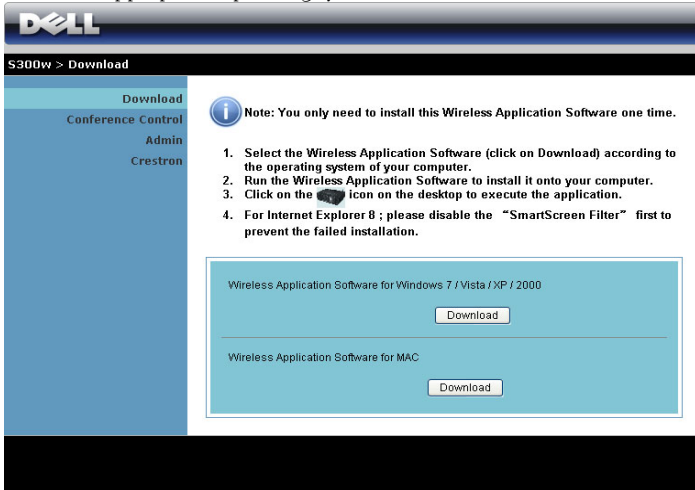 DELL
S300w > Download
Download
Conference Control
Admin
Crestron
Note: You only need to install this Wireless Application Software one time.
1. Select the Wireless Application Software (click on Download) according to
the operating system of your computer.
2. Run the Wireless Application Software to install it onto your computer.
3. Click on the icon on the desktop to execute the application.
4. For Internet Explorer 8 ; please disable the “SmartScreen Filter” first to
prevent the failed installation.
Wireless Application Software for Windows 7 / Vista / XP / 2000
Download
Wireless Application Software for MAC
Download